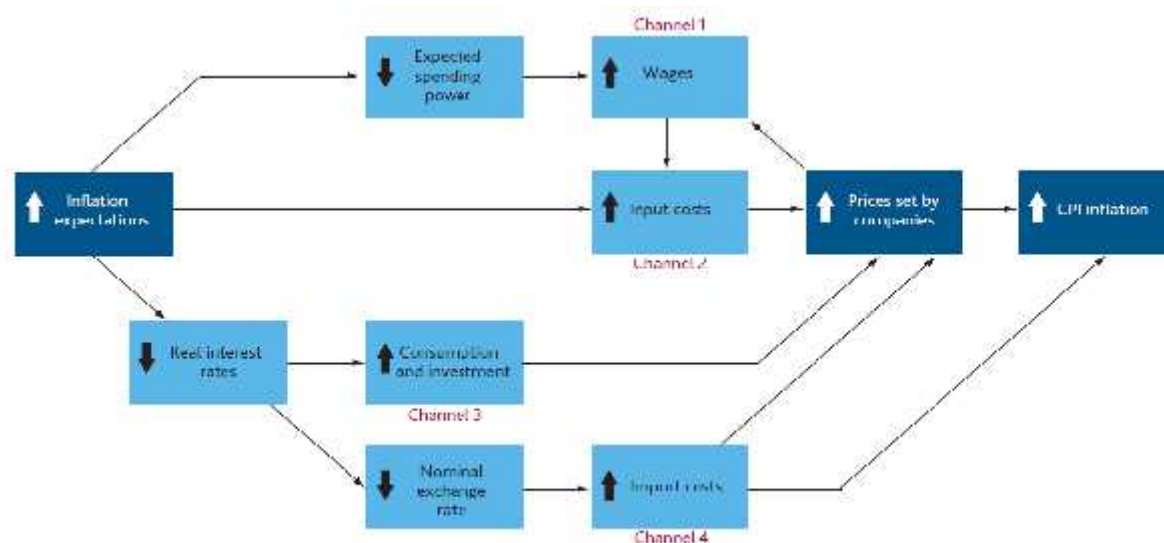 Channel 1
Expected
spending
power
Wages
Inflation
expectations
Input costs
Prices set by
companies
CPI inflation
Channel 2
Real interest
rates
Consumption
and investment
Channel 3
Nominal
exchange
rate
Import costs
Channel 4